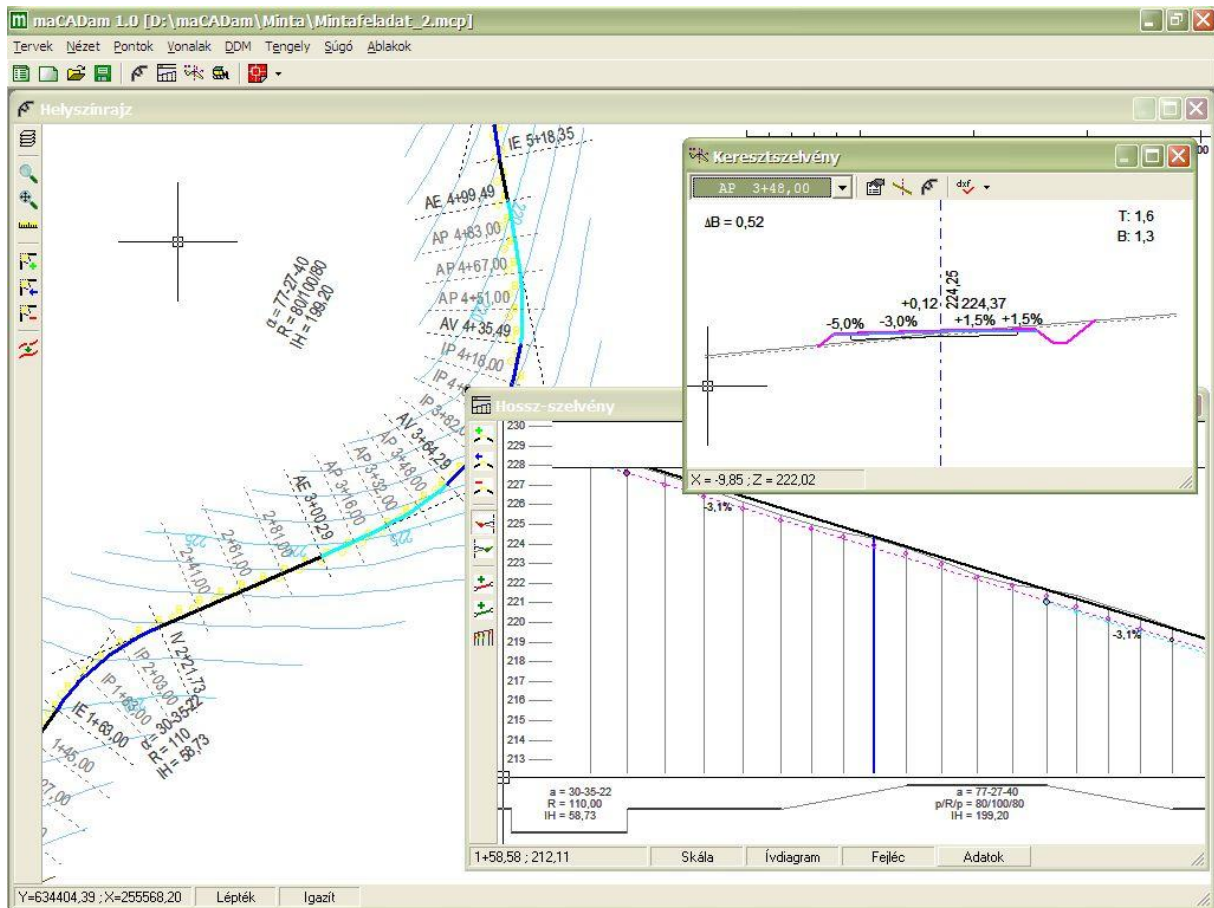 maCADam 1.0 [D:\maCADam\Minta\Mintafeladat_2.mcp]
Tervek Nézet Pontok Vonalak DDM Tengely Súgó Ablakok
Helyszínrajz
IE 5+18,35
AE 4+99,49
AP 4+83,00
AP 4+67,00
AP 4+51,00
AV 4+35,49
IP 4+18,00
IP 3+82,00
AV 3+64,29
AP 3+48,00
AP 3+32,00
AP 3+16,00
AE 3+00,29
2+81,00
2+61,00
2+41,00
IV 2+21,73
IP 2+03,00
IP 1+83,00
IE 1+63,00
1+45,00
220
225
225
α = 77-27-40
R = 80/100/80
IH = 199,20
α = 30-35-22
R = 110
IH = 58,73
Keresztszelvény
AP 3+48,00
dxf
ΔB = 0,52
T: 1,6
B: 1,3
224,25
+0,12
224,37
-5,0%
-3,0%
+1,5%
+1,5%
X = -9,85 ; Z = 222,02
Hossz-szelvény
230
229
228
227
226
225
224
223
222
221
220
219
218
217
216
215
214
213
-3,1%
-3,1%
a = 30-35-22
R = 110,00
IH = 58,73
a = 77-27-40
p/R/p = 80/100/80
IH = 199,20
1+58,58 ; 212,11
Skála
Ívdiagram
Fejléc
Adatok
Y=634404,39 ; X=255568,20
Lépték
Igazít